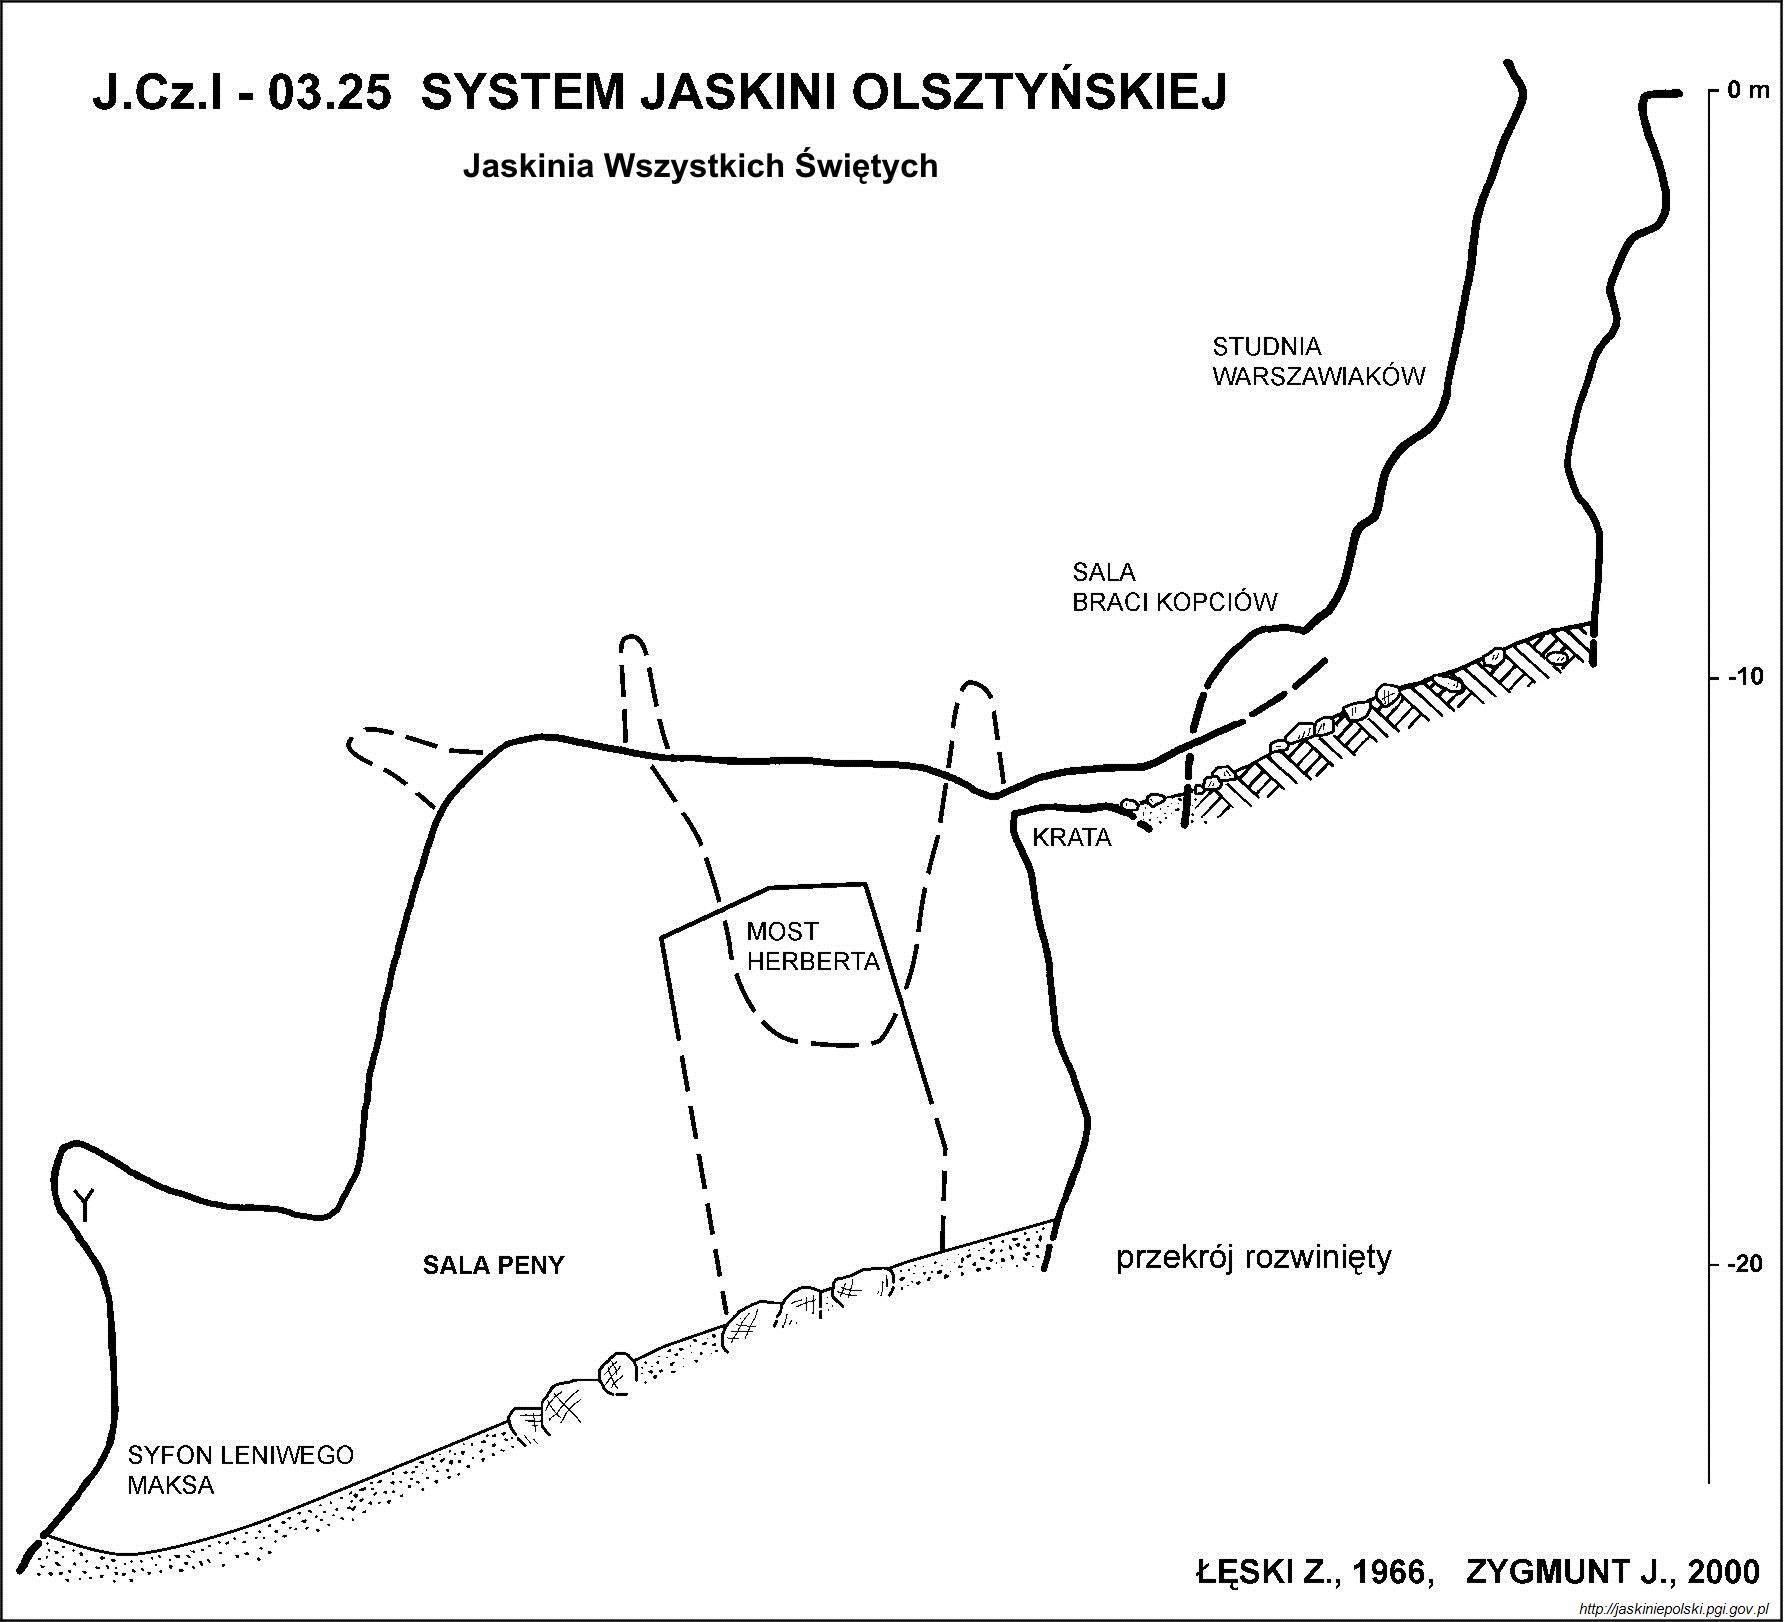 J.Cz.I - 03.25 SYSTEM JASKINI OLSZTYŃSKIEJ
Jaskinia Wszystkich Świętych
0 m
STUDNIA
WARSZAWIAKÓW
SALA
BRACI KOPCIÓW
-10
KRATA
MOST
HERBERTA
SALA PENY
przekrój rozwinięty
-20
SYFON LENIWEGO
MAKSA
ŁĘSKI Z., 1966, ZYGMUNT J., 2000
http://jaskiniepolski.pgi.gov.pl